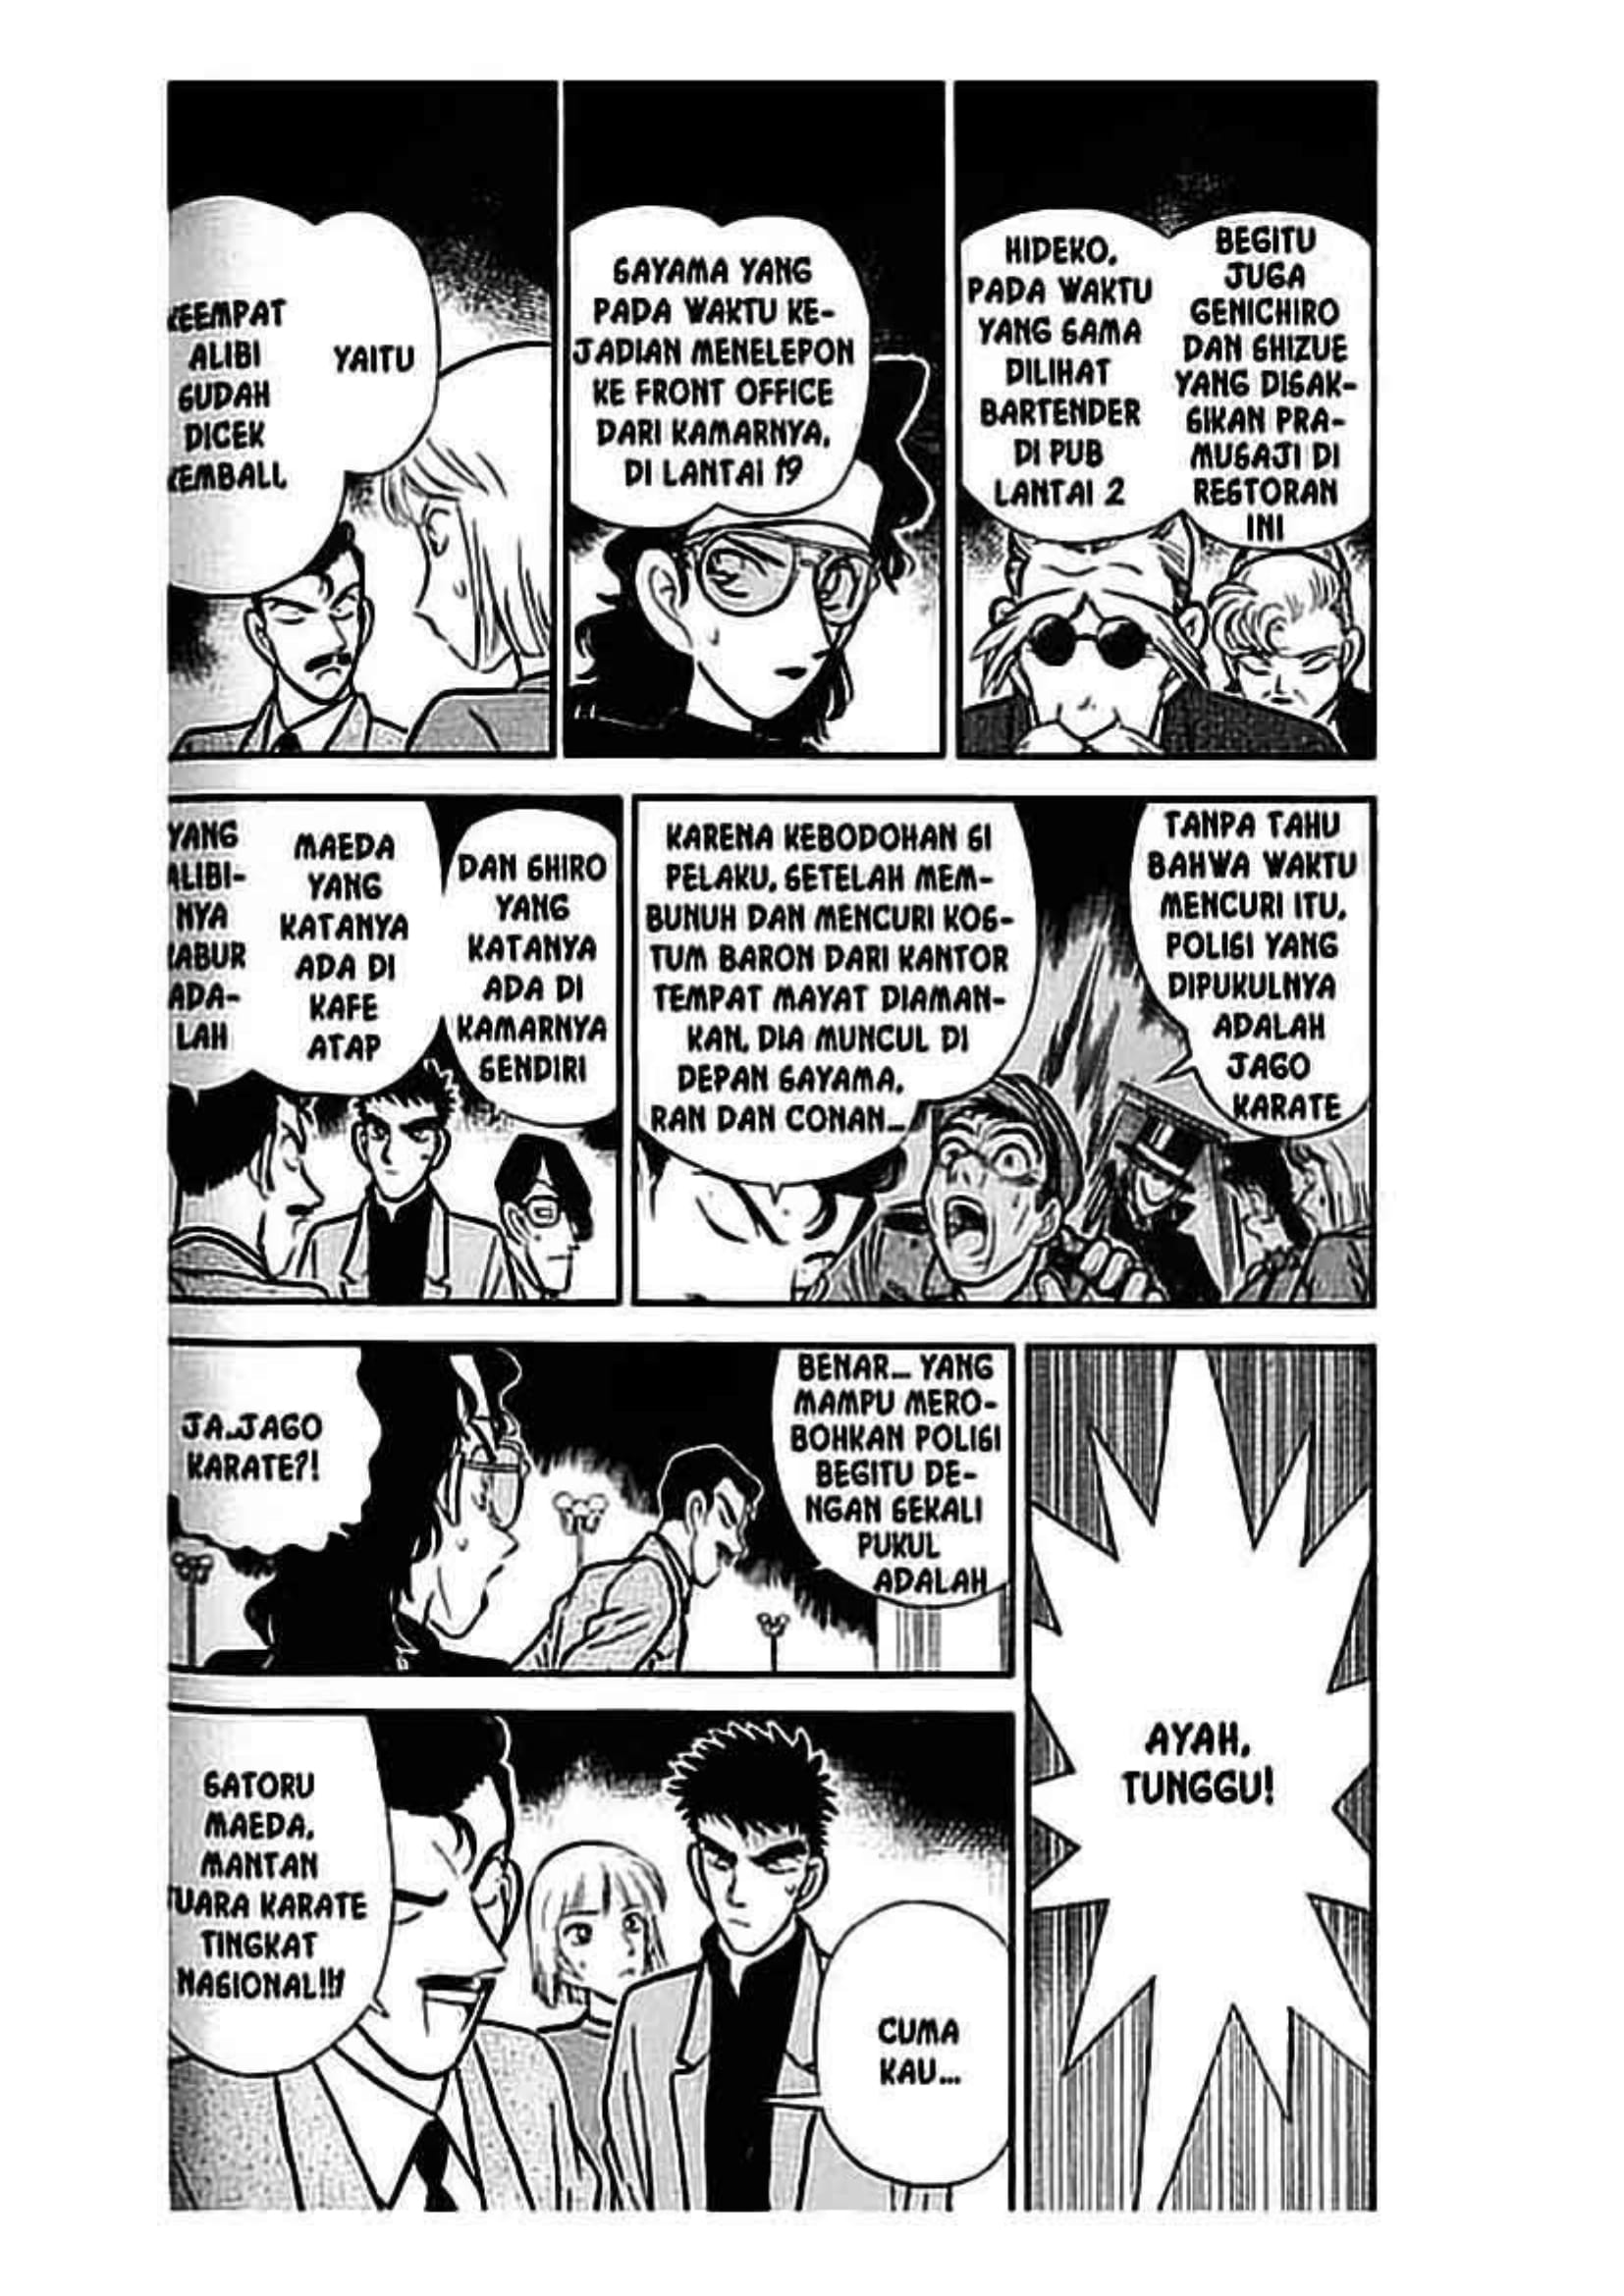 KEEMPAT
ALIBI
SUDAH
DICEK
KEMBALI,
YAITU
SAYAMA YANG
PADA WAKTU KE-
JADIAN MENELEPON
KE FRONT OFFICE
DARI KAMARNYA,
DI LANTAI 19
HIDEKO,
PADA WAKTU
YANG SAMA
DILIHAT
BARTENDER
DI PUB
LANTAI 2
BEGITU
JUGA
GENICHIRO
DAN SHIZUE
YANG DISAK-
SIKAN PRA-
MUSAJI DI
RESTORAN
INI
YANG
ALIBI-
NYA
KABUR
ADA-
LAH
MAEDA
YANG
KATANYA
ADA DI
KAFE
ATAP
DAN SHIRO
YANG
KATANYA
ADA DI
KAMARNYA
SENDIRI
KARENA KEBODOHAN SI
PELAKU, SETELAH MEM-
BUNUH DAN MENCURI KOS-
TUM BARON DARI KANTOR
TEMPAT MAYAT DIAMAN-
KAN, DIA MUNCUL DI
DEPAN SAYAMA,
RAN DAN CONAN...
TANPA TAHU
BAHWA WAKTU
MENCURI ITU,
POLISI YANG
DIPUKULNYA
ADALAH
JAGO
KARATE
JA..JAGO
KARATE?!
BENAR... YANG
MAMPU MERO-
BOHKAN POLISI
BEGITU DE-
NGAN SEKALI
PUKUL
ADALAH
SATORU
MAEDA,
MANTAN
JUARA KARATE
TINGKAT
NASIONAL!!!
CUMA
KAU...
AYAH,
TUNGGU!